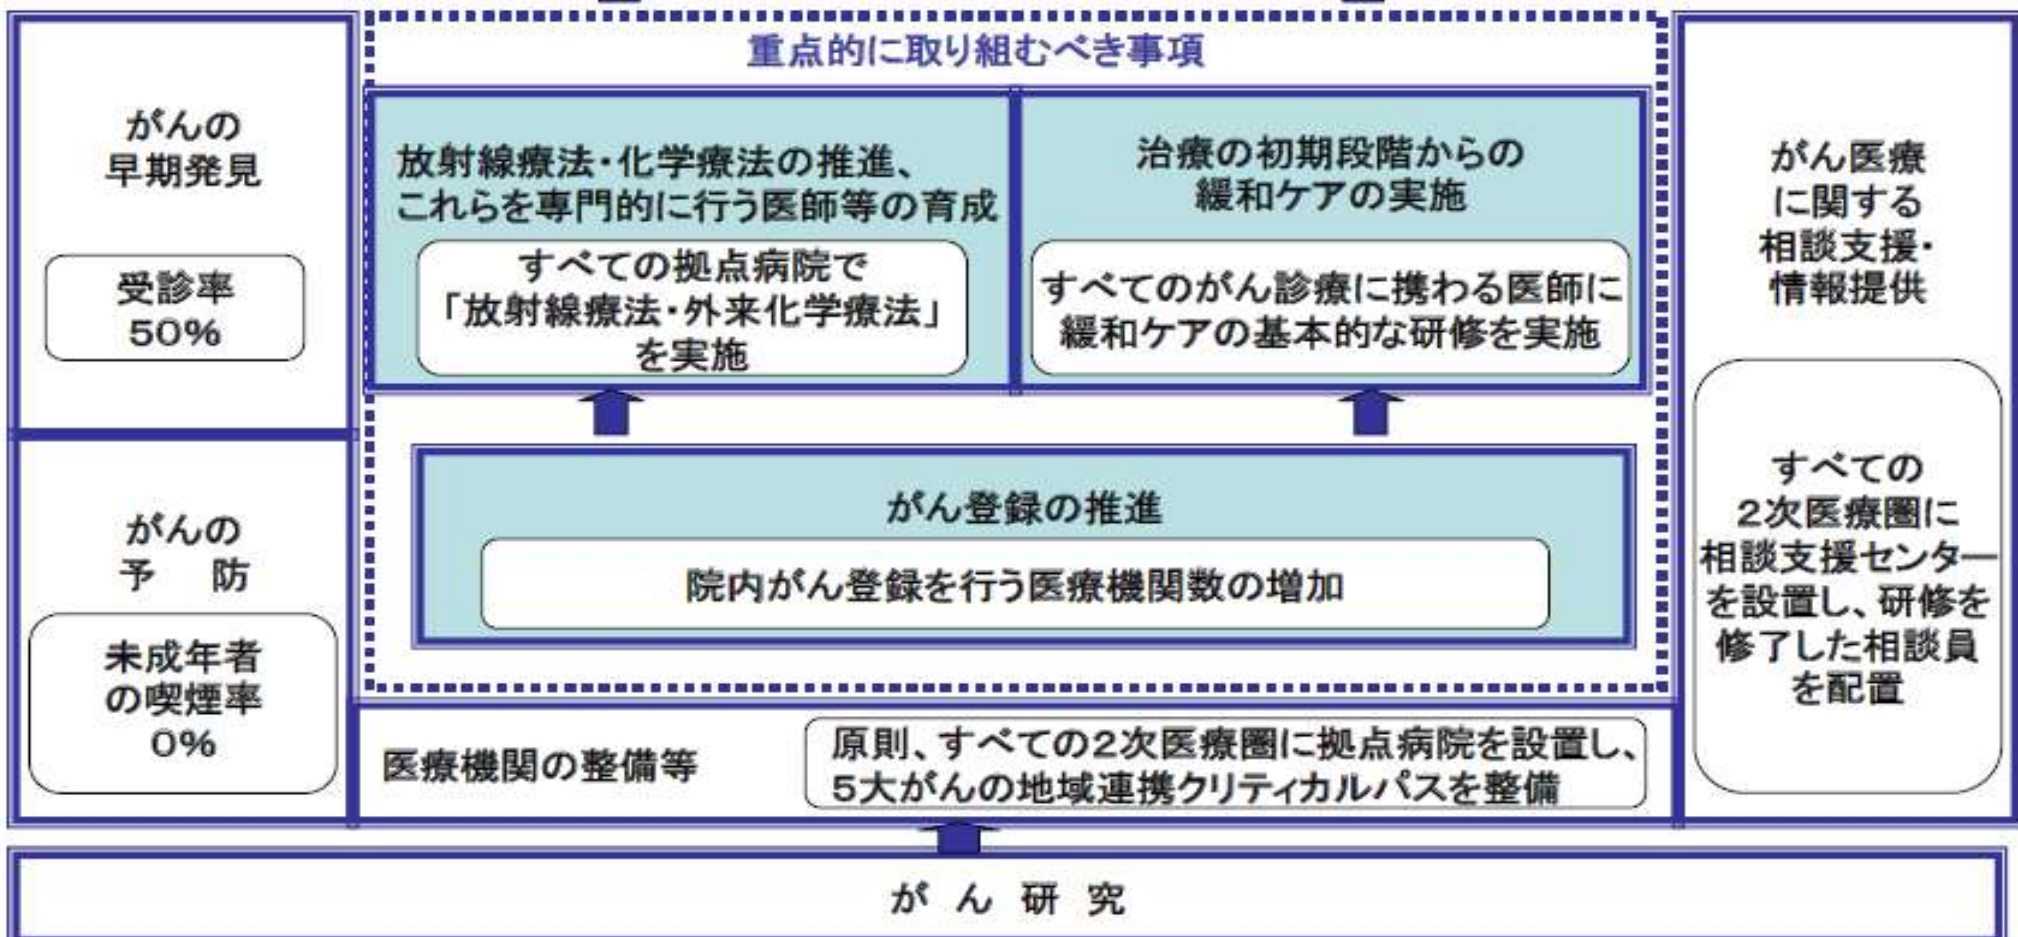 重点的に取り組むべき事項
がんの
早期発見
受診率
50%
がんの
予　防
未成年者
の喫煙率
0%
放射線療法・化学療法の推進、
これらを専門的に行う医師等の育成
すべての拠点病院で
「放射線療法・外来化学療法」
を実施
治療の初期段階からの
緩和ケアの実施
すべてのがん診療に携わる医師に
緩和ケアの基本的な研修を実施
がん登録の推進
院内がん登録を行う医療機関数の増加
医療機関の整備等
原則、すべての2次医療圏に拠点病院を設置し、
5大がんの地域連携クリティカルパスを整備
がん医療
に関する
相談支援・
情報提供
すべての
2次医療圏に
相談支援センター
を設置し、研修を
修了した相談員
を配置
が ん 研 究